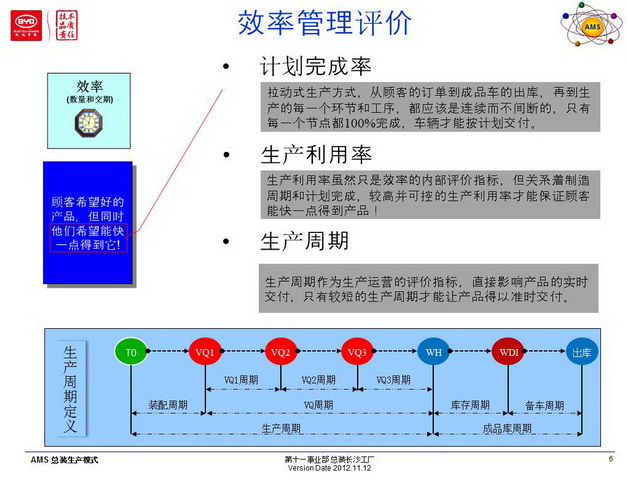 BYD
技术
品质
责任
效率管理评价
AMS
效率
(数量和交期)
顾客希望好的
产品，但同时
他们希望能快
一点得到它!
• 计划完成率
拉动式生产方式，从顾客的订单到成品车的出库，再到生
产的每一个环节和工序，都应该是连续而不间断的，只有
每一个节点都100%完成，车辆才能按计划交付。
• 生产利用率
生产利用率虽然只是效率的内部评价指标，但关系着制造
周期和计划完成，较高并可控的生产利用率才能保证顾客
能快一点得到产品！
• 生产周期
生产周期作为生产运营的评价指标，直接影响产品的实时
交付，只有较短的生产周期才能让产品得以准时交付。
生产周期定义
T0 VQ1 VQ2 VQ3 WH WDI 出库
VQ1周期 VQ2周期 VQ3周期
装配周期 VQ周期 库存周期 备车周期
生产周期 成品库周期
AMS 总装生产模式
第十一事业部 总装长沙工厂
Version Date 2012.11.12
6